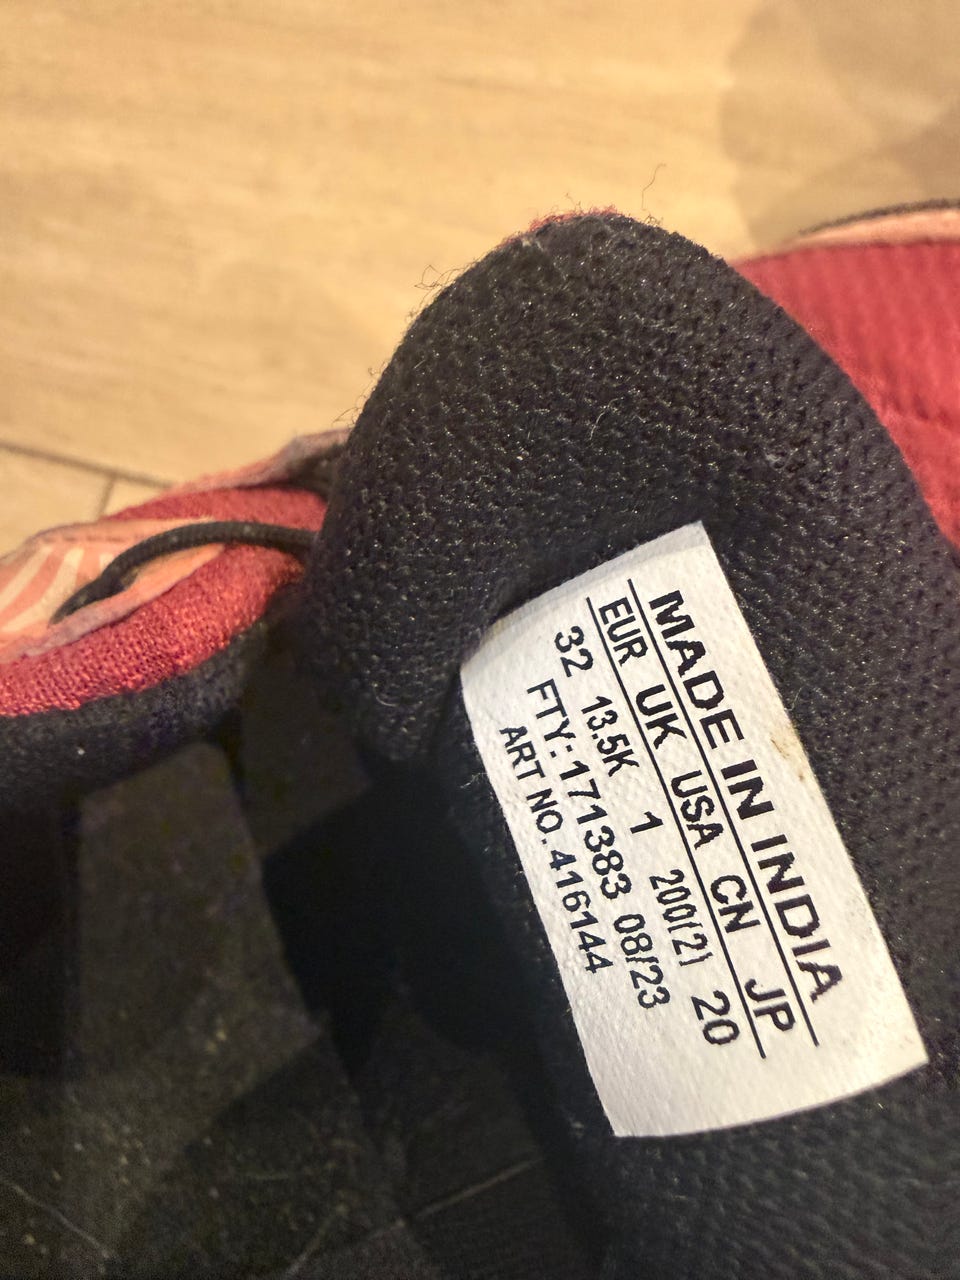 MADE IN INDIA
EUR UK USA CN JP
32 13.5K 1 200(2) 20
FTY: 171383 08/23
ART NO. 416144